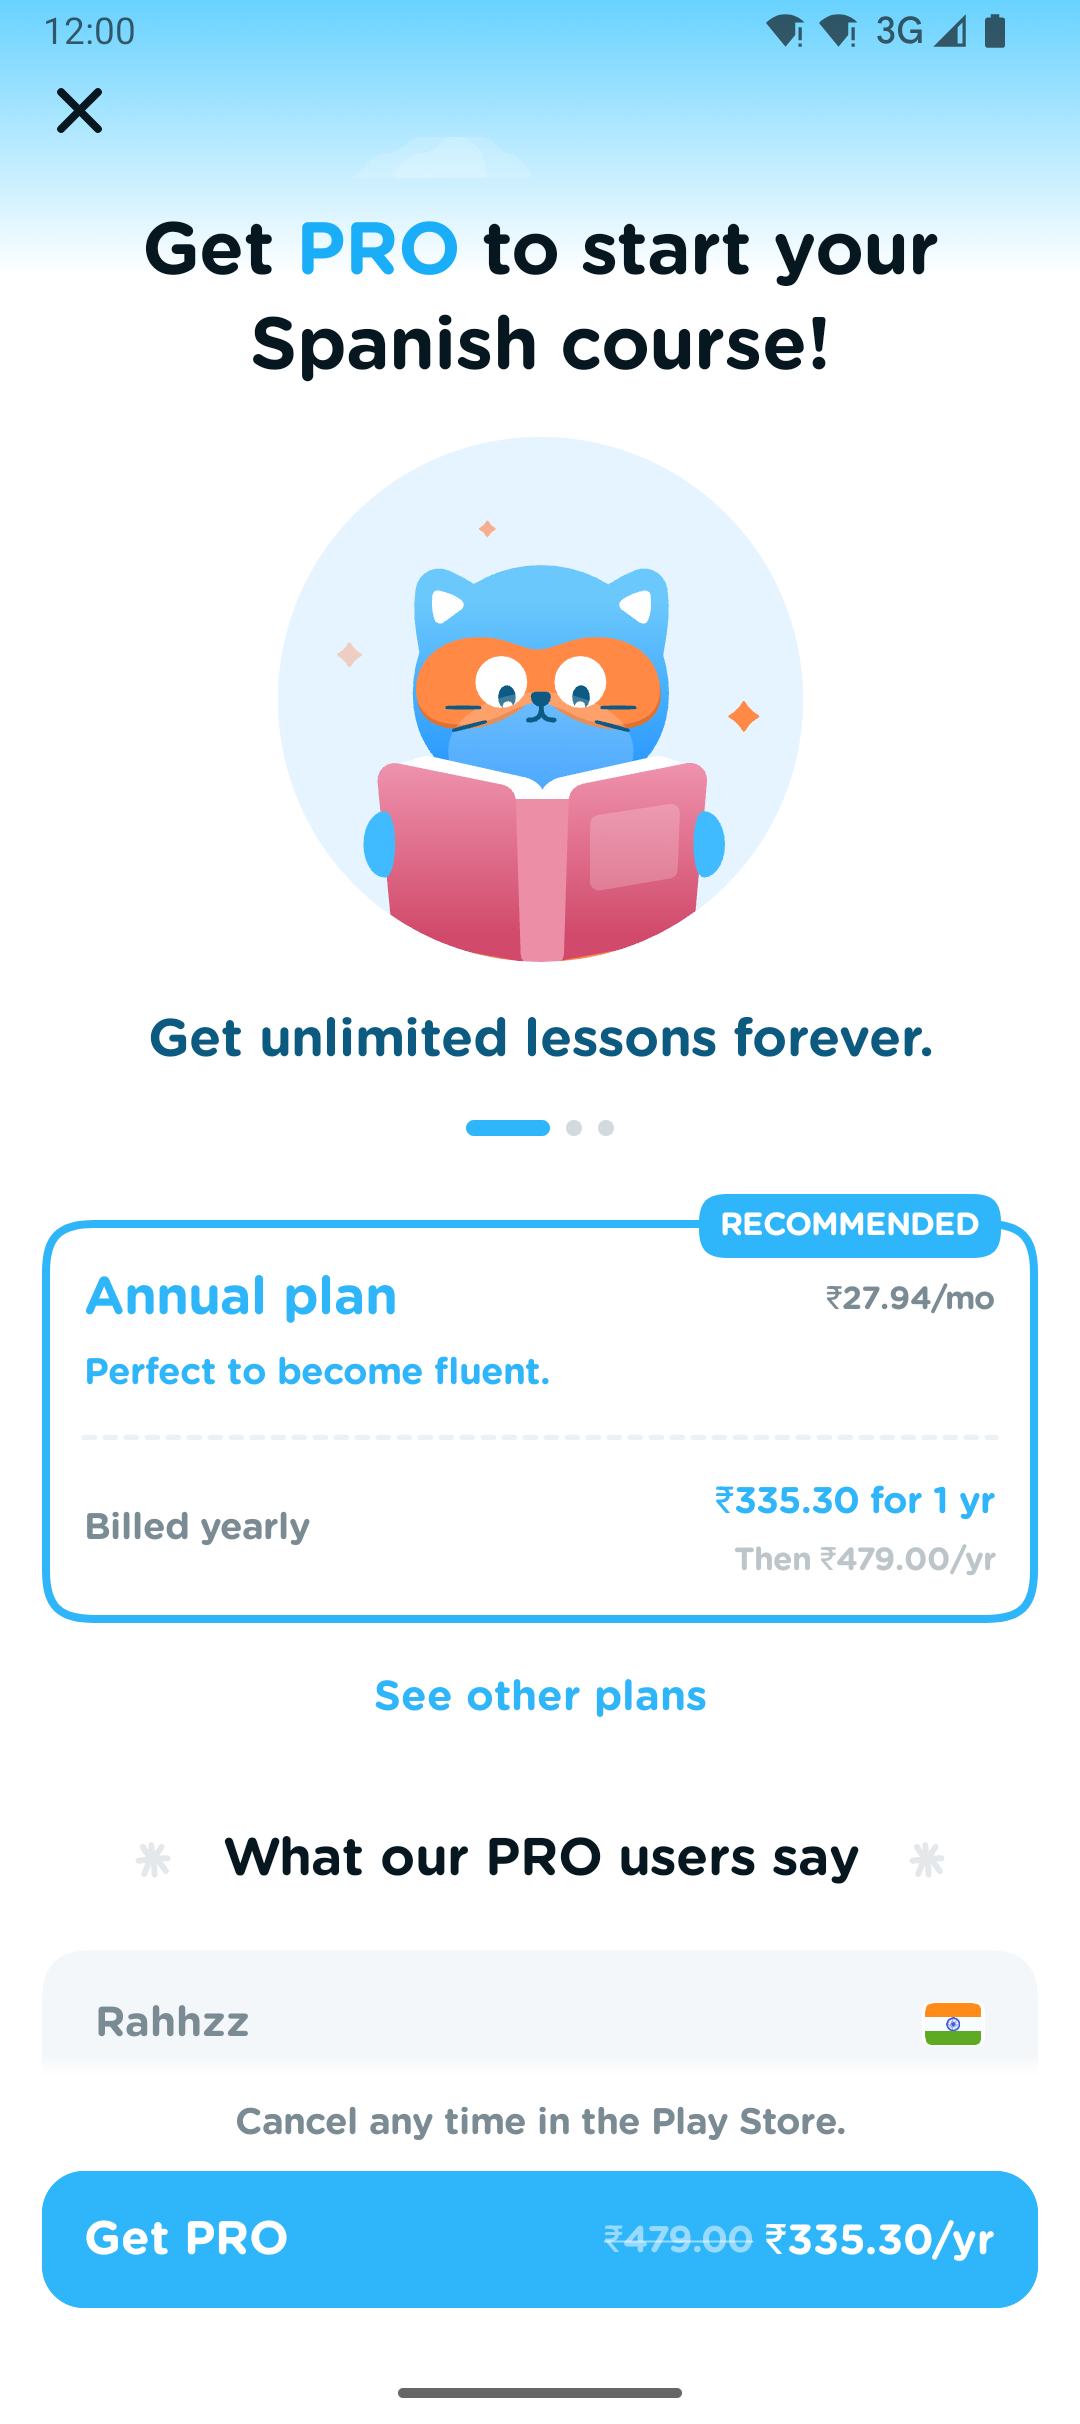 12:00
3G
Get PRO to start your
Spanish course!
Get unlimited lessons forever.
RECOMMENDED
Annual plan
₹27.94/mo
Perfect to become fluent.
Billed yearly
₹335.30 for 1 yr
Then ₹479.00/yr
See other plans
What our PRO users say
Rahhzz
Cancel any time in the Play Store.
Get PRO
₹479.00 ₹335.30/yr